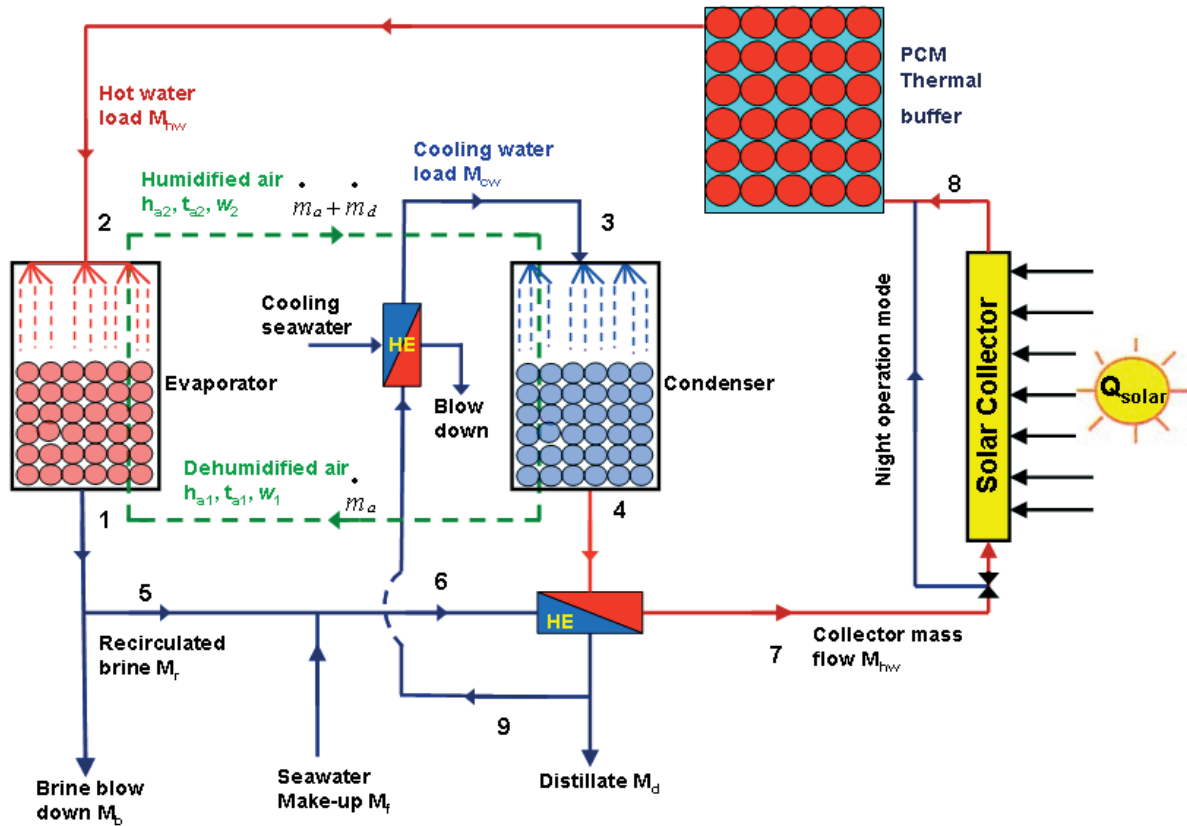 PCM
Thermal
buffer
Hot water
load M_hw
Cooling water
load M_cw
Humidified air
h_a2, t_a2, w_2
ṁ_a + ṁ_d
8
2
3
Cooling
seawater
HE
Evaporator
Condenser
Blow
down
Night operation mode
Solar Collector
Q_solar
Dehumidified air
h_a1, t_a1, w_1
ṁ_a
1
4
5
6
HE
7
Recirculated
brine M_r
Collector mass
flow M_hw
9
Brine blow
down M_b
Seawater
Make-up M_f
Distillate M_d